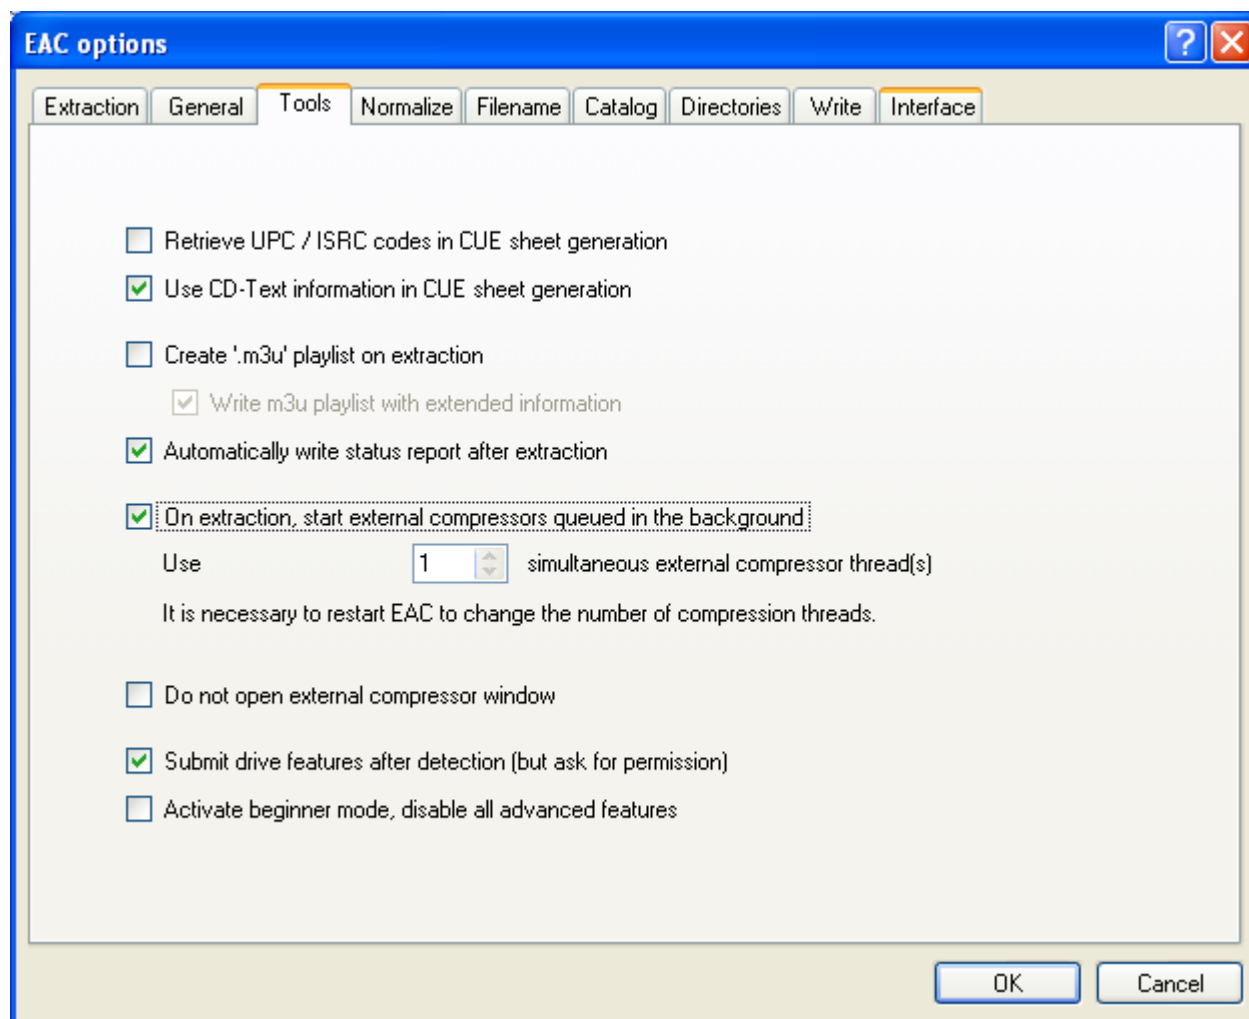 EAC options
Extraction General Tools Normalize Filename Catalog Directories Write Interface
Retrieve UPC / ISRC codes in CUE sheet generation
Use CD-Text information in CUE sheet generation
Create '.m3u' playlist on extraction
Write m3u playlist with extended information
Automatically write status report after extraction
On extraction, start external compressors queued in the background
Use 1 simultaneous external compressor thread(s)
It is necessary to restart EAC to change the number of compression threads.
Do not open external compressor window
Submit drive features after detection (but ask for permission)
Activate beginner mode, disable all advanced features
OK Cancel